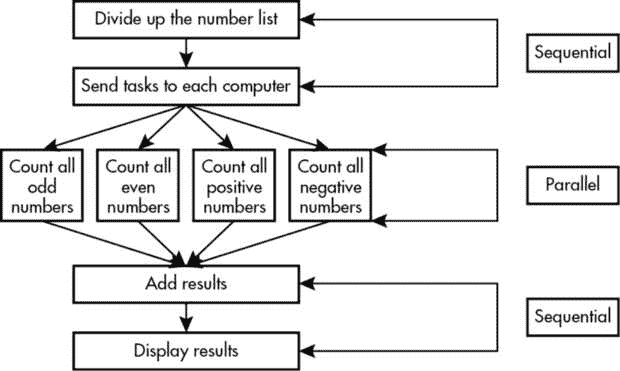 Divide up the number list
Sequential
Send tasks to each computer
Count all
odd
numbers
Count all
even
numbers
Count all
positive
numbers
Count all
negative
numbers
Parallel
Add results
Sequential
Display results